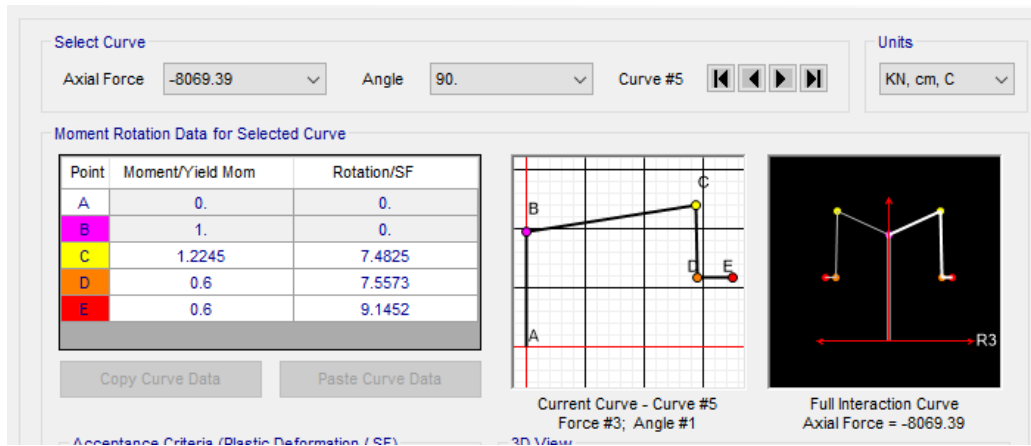 Select Curve
Units
Axial Force -8069.39 Angle 90. Curve #5 KN, cm, C
Moment Rotation Data for Selected Curve
Point Moment/Yield Mom Rotation/SF
A 0. 0.
B 1. 0.
C 1.2245 7.4825
D 0.6 7.5573
E 0.6 9.1452
B
C
D
E
A
R3
Copy Curve Data Paste Curve Data
Current Curve - Curve #5
Force #3; Angle #1
Full Interaction Curve
Axial Force = -8069.39
Acceptance Criteria (Plastic Deformation / SF) 3D View